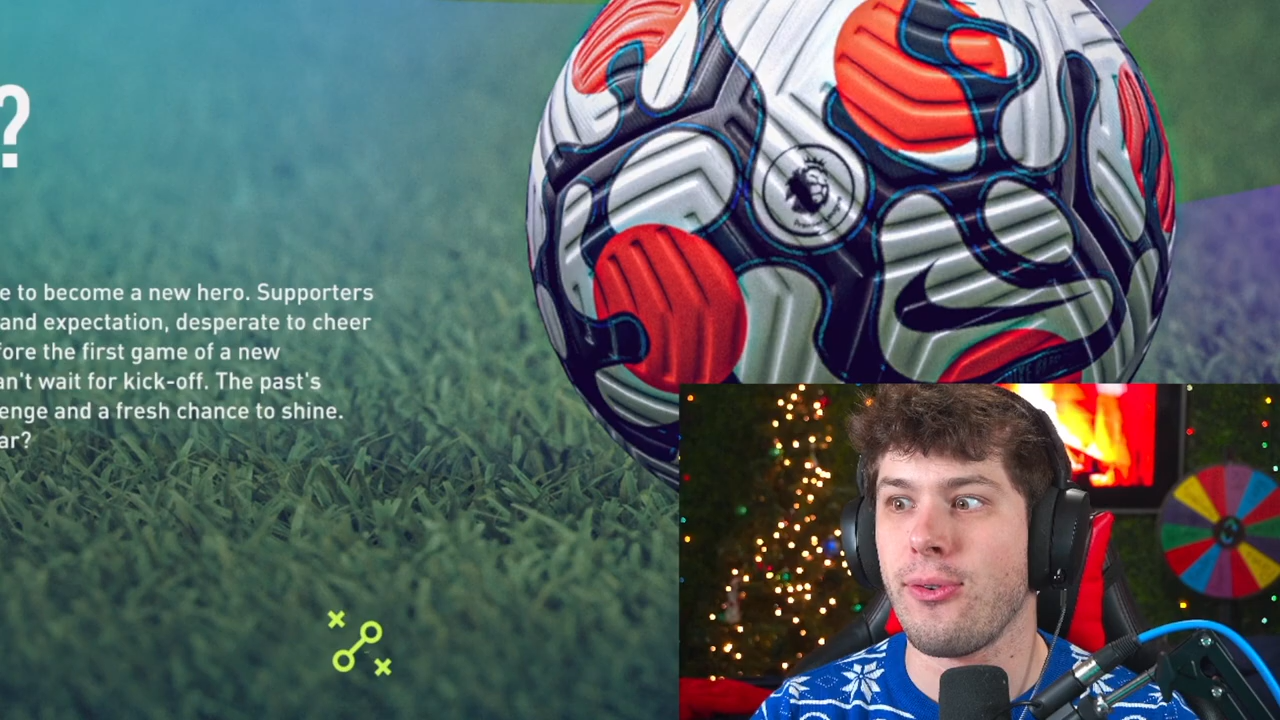 ?
e to become a new hero. Supporters
and expectation, desperate to cheer
fore the first game of a new
an't wait for kick-off. The past's
enge and a fresh chance to shine.
ar?